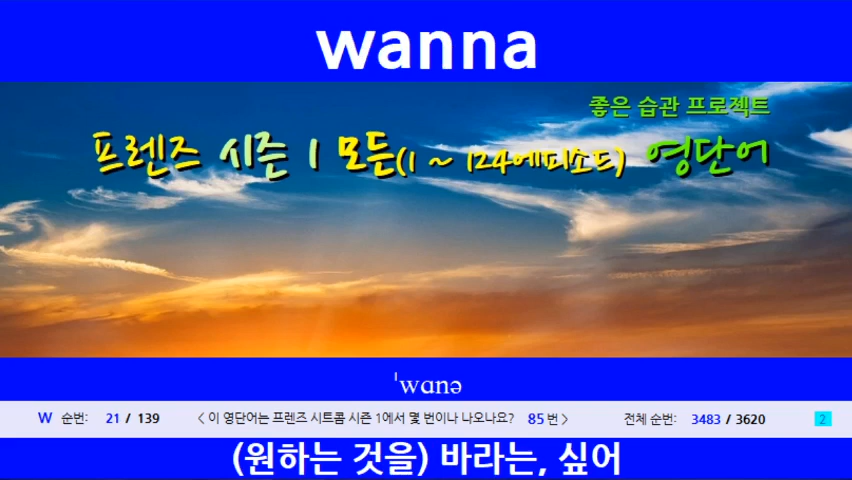 wanna
좋은 습관 프로젝트
프렌즈 시즌 1 모든(1 ~ 124에피소드) 영단어
ˈwɑnə
W 순번: 21 / 139 < 이 영단어는 프렌즈 시트콤 시즌 1에서 몇 번이나 나오나요? 85 번 > 전체 순번: 3483 / 3620 2
(원하는 것을) 바라는, 싶어